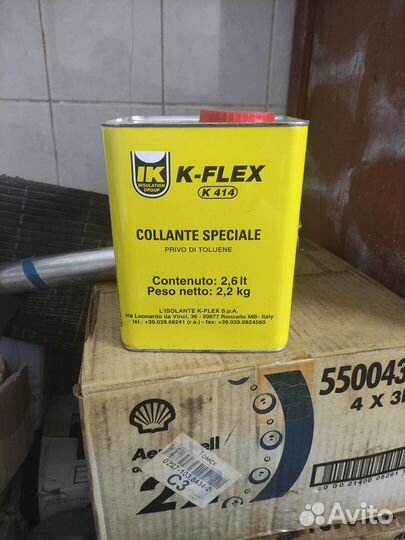 IK
INSULATION
GROUP
K-FLEX
K 414
COLLANTE SPECIALE
PRIVO DI TOLUENE
Contenuto: 2,6 lt
Peso netto: 2,2 kg
L'ISOLANTE K-FLEX S.p.A.
via Leonardo da Vinci, 36 - 20877 Roncello MB- Italy
tel.: +39.039.68241 (r.a.) - fax: +39.039.6824560
550043
4 X 3
Томск
C3
Avito